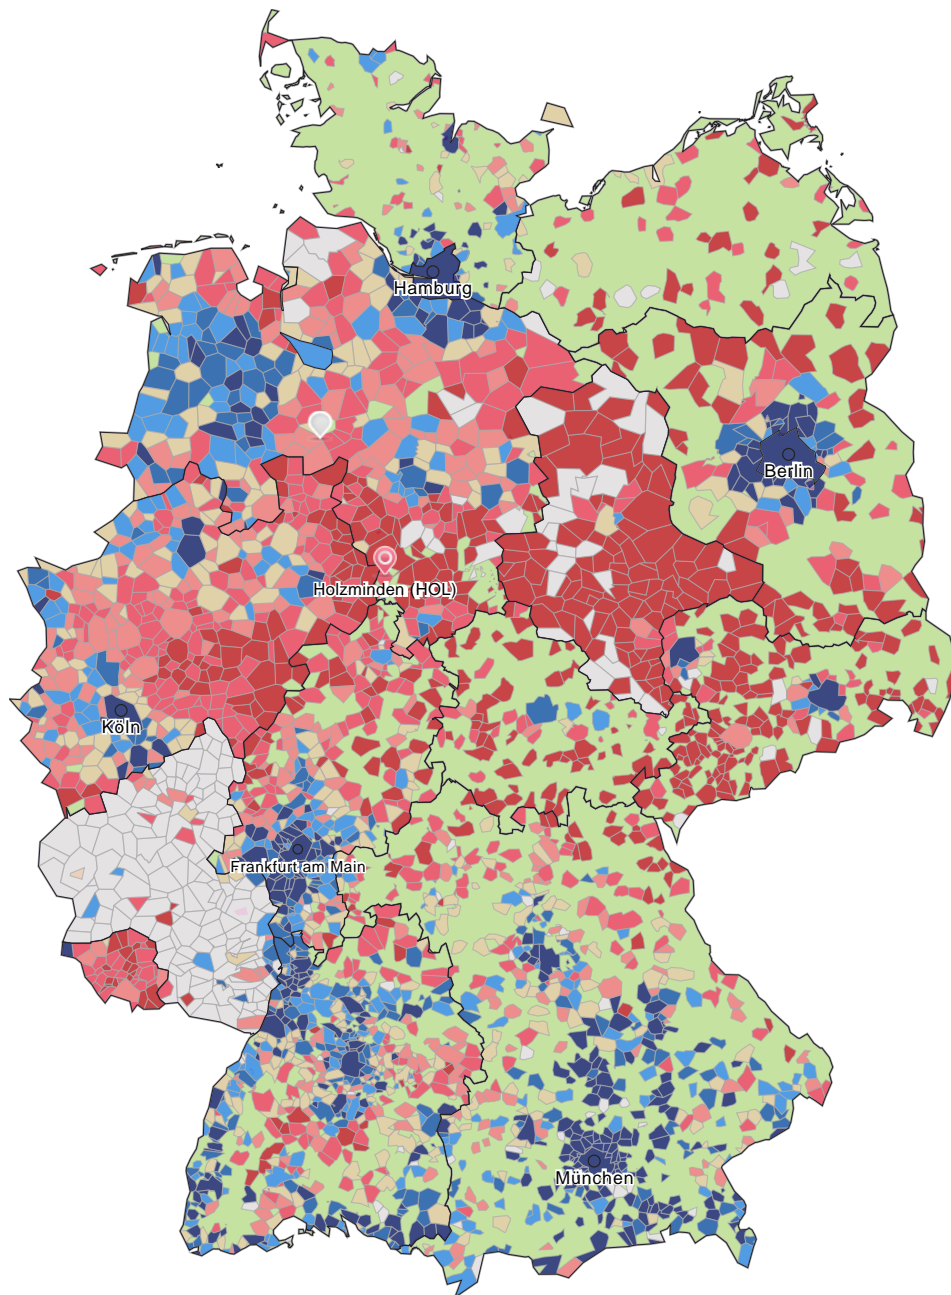 Hamburg
Berlin
Holzminden (HOL)
Köln
Frankfurt am Main
München